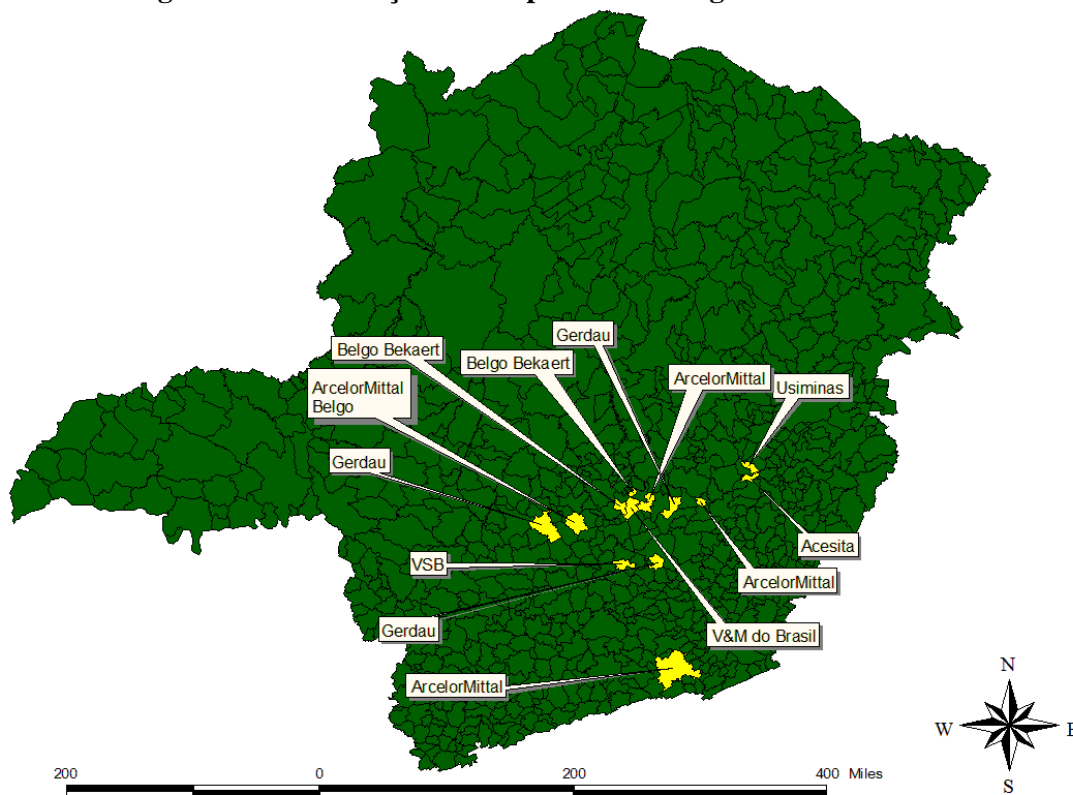 Gerdau
Belgo Bekaert
Belgo Bekaert
ArcelorMittal
Usiminas
ArcelorMittal
Belgo
Gerdau
Acesita
VSB
ArcelorMittal
Gerdau
V&M do Brasil
ArcelorMittal
N
W
E
S
200 0 200 400 Miles